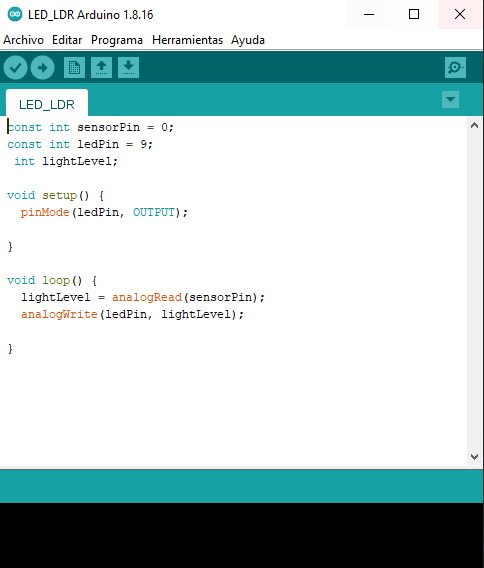 LED_LDR Arduino 1.8.16
Archivo Editar Programa Herramientas Ayuda
LED_LDR
const int sensorPin = 0;
const int ledPin = 9;
 int lightLevel;

void setup() {
  pinMode(ledPin, OUTPUT);

}

void loop() {
  lightLevel = analogRead(sensorPin);
  analogWrite(ledPin, lightLevel);

}